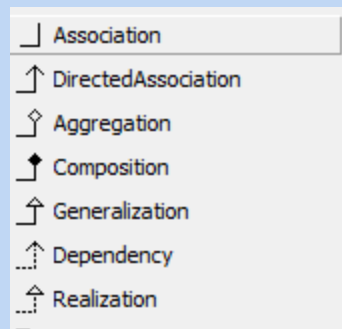 Association
DirectedAssociation
Aggregation
Composition
Generalization
Dependency
Realization